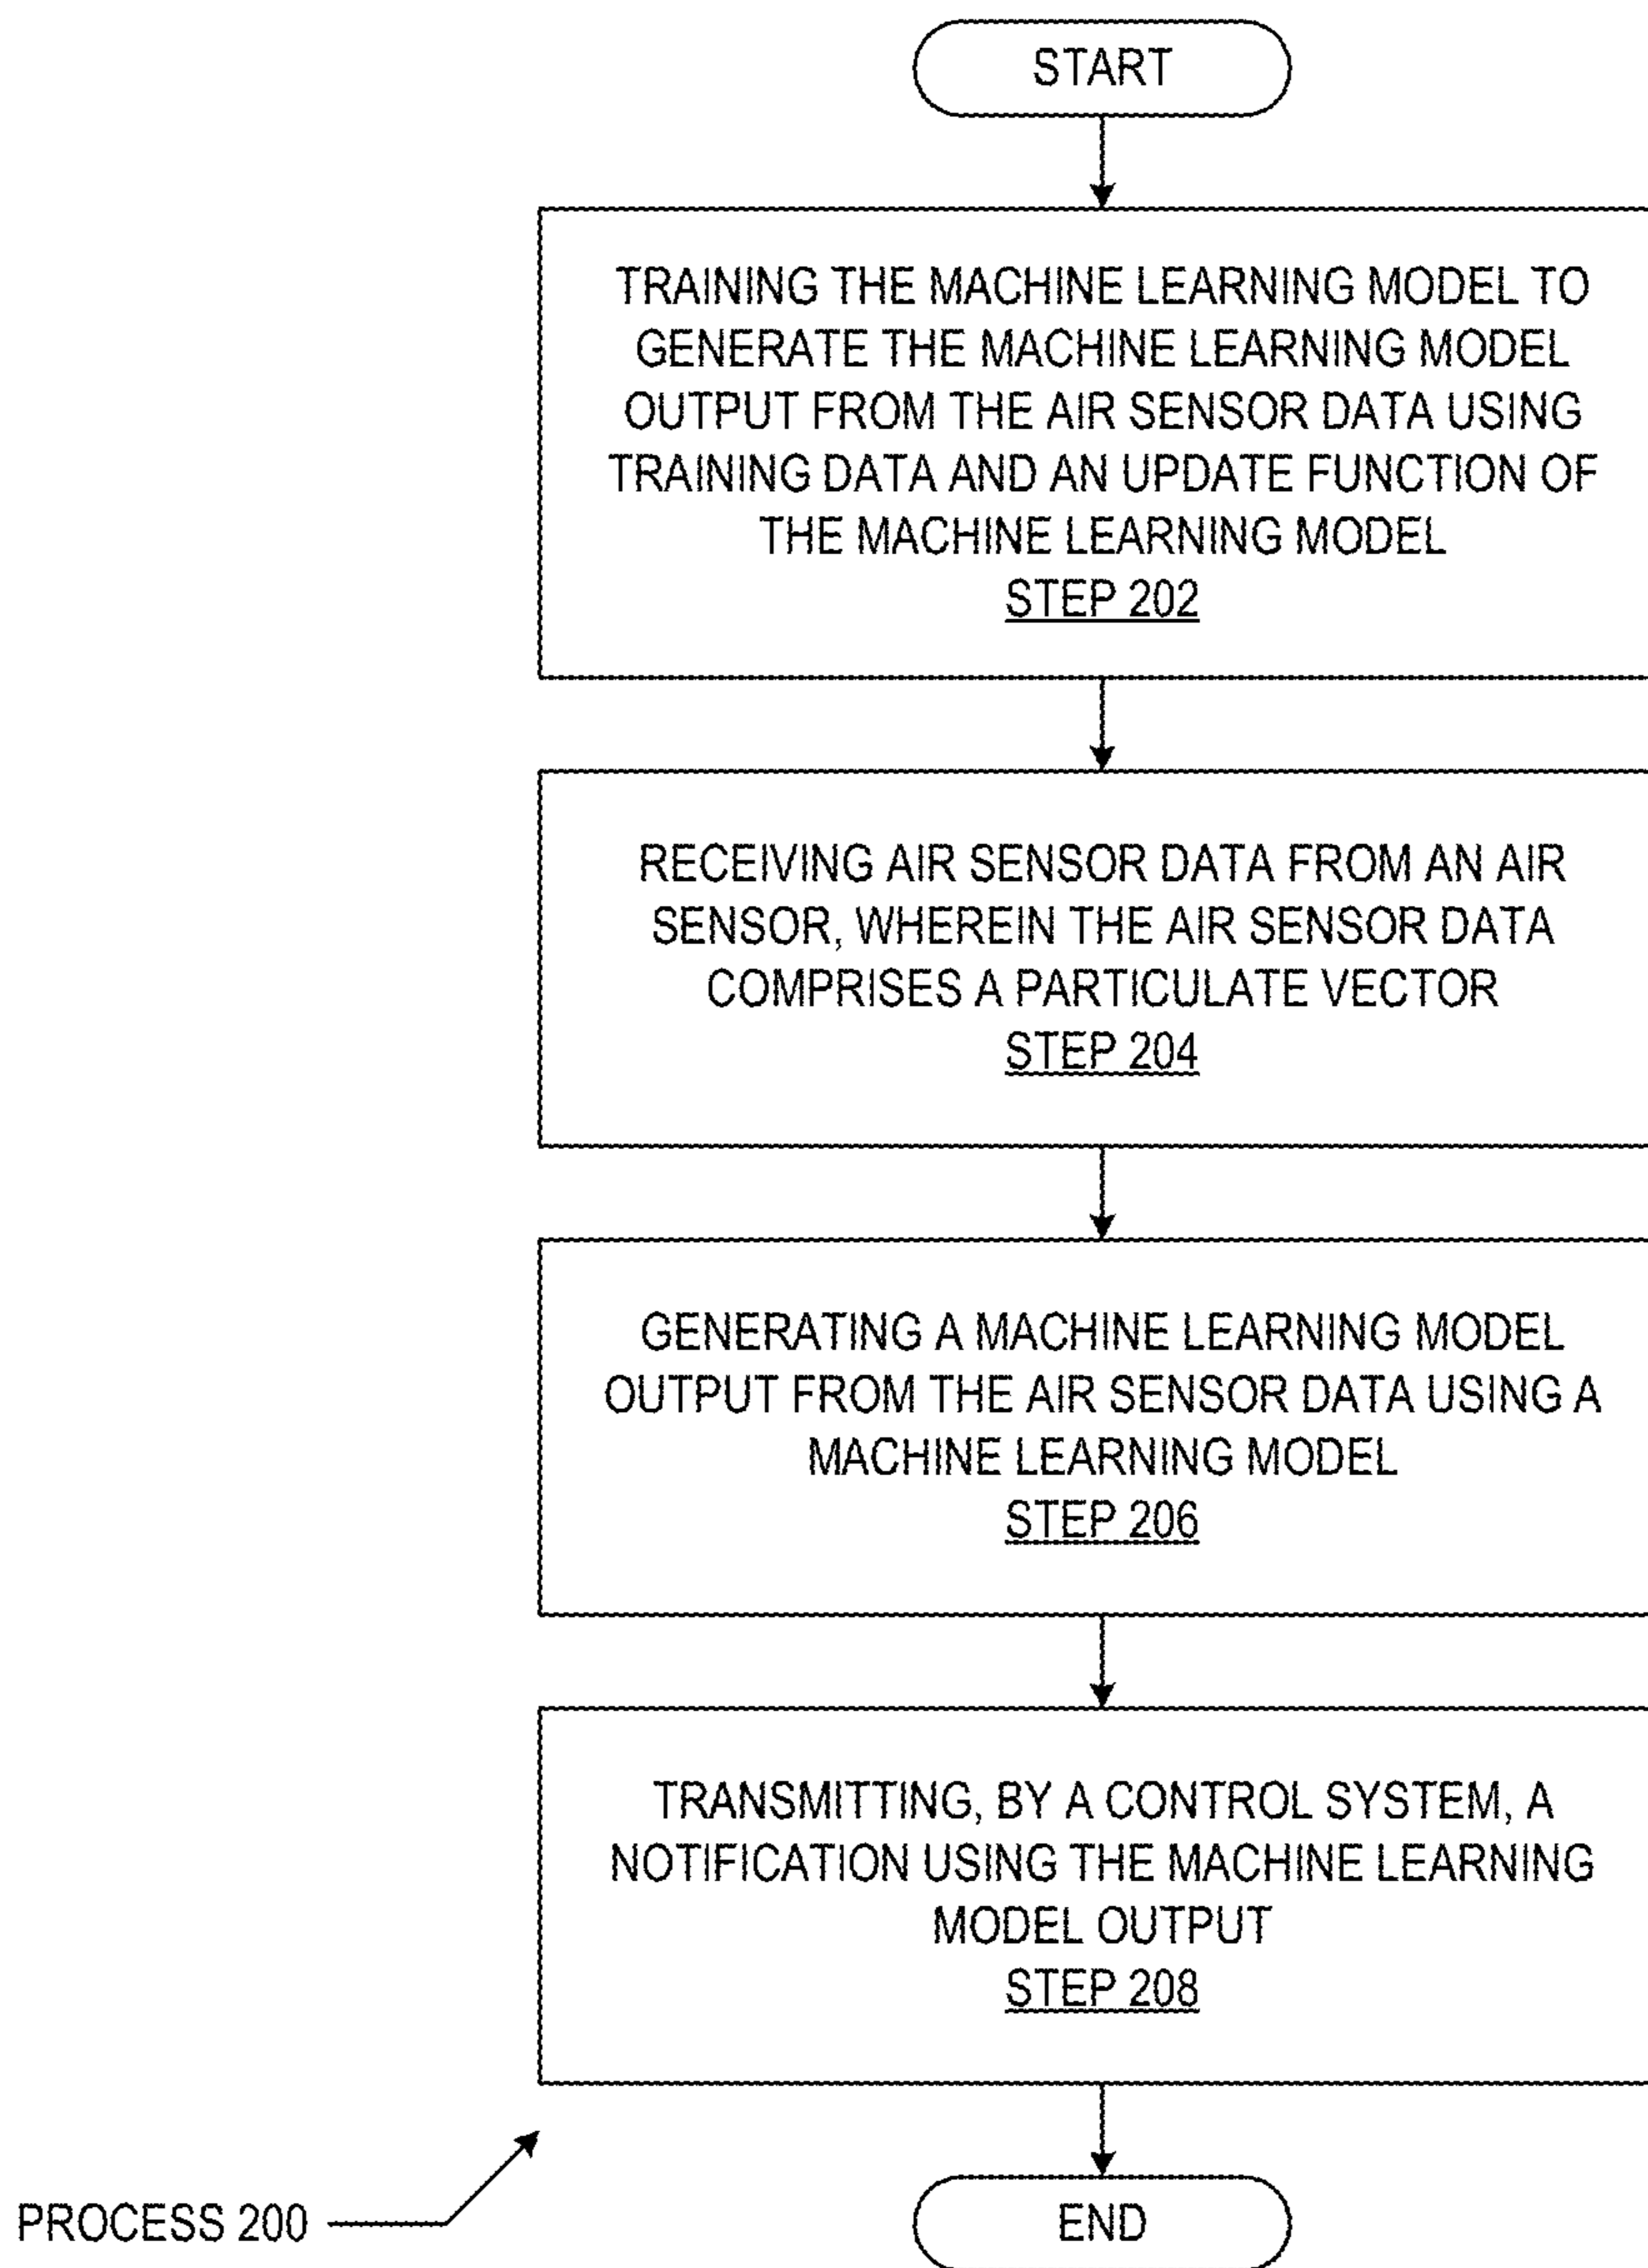 START
TRAINING THE MACHINE LEARNING MODEL TO
GENERATE THE MACHINE LEARNING MODEL
OUTPUT FROM THE AIR SENSOR DATA USING
TRAINING DATA AND AN UPDATE FUNCTION OF
THE MACHINE LEARNING MODEL
STEP 202
RECEIVING AIR SENSOR DATA FROM AN AIR
SENSOR, WHEREIN THE AIR SENSOR DATA
COMPRISES A PARTICULATE VECTOR
STEP 204
GENERATING A MACHINE LEARNING MODEL
OUTPUT FROM THE AIR SENSOR DATA USING A
MACHINE LEARNING MODEL
STEP 206
TRANSMITTING, BY A CONTROL SYSTEM, A
NOTIFICATION USING THE MACHINE LEARNING
MODEL OUTPUT
STEP 208
PROCESS 200
END